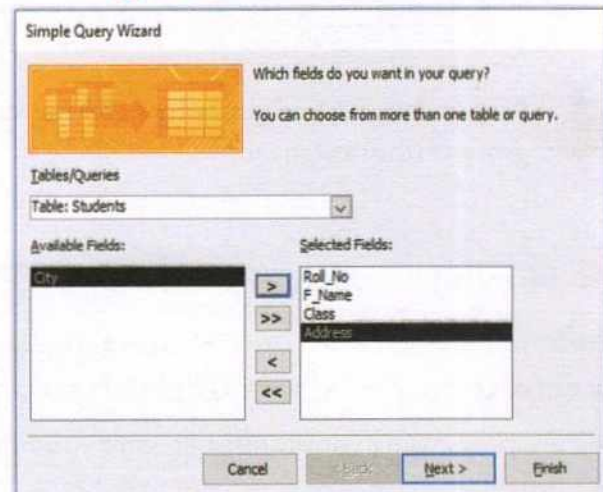 Simple Query Wizard
Which fields do you want in your query?
You can choose from more than one table or query.
Tables/Queries
Table: Students
Available Fields:
Selected Fields:
City
>
>>
<
<<
Roll_No
F_Name
Class
Address
Cancel
< Back
Next >
Finish